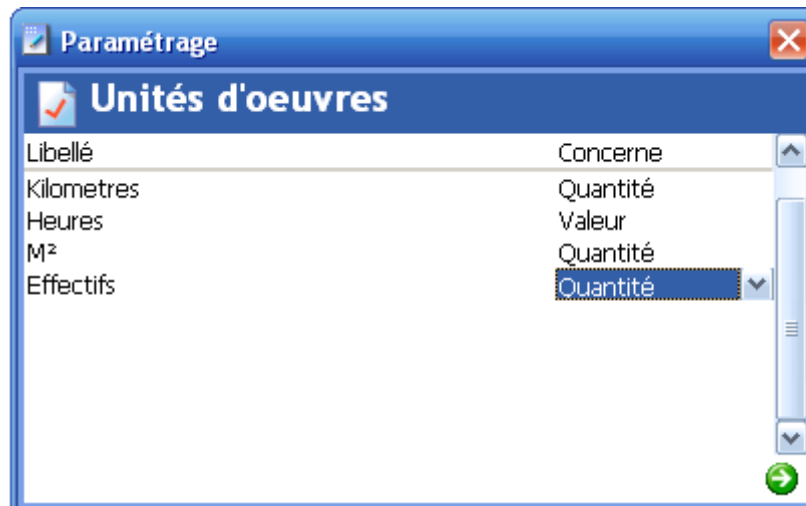 Paramétrage
Unités d'oeuvres
Libellé Concerne
Kilometres Quantité
Heures Valeur
M² Quantité
Effectifs Quantité